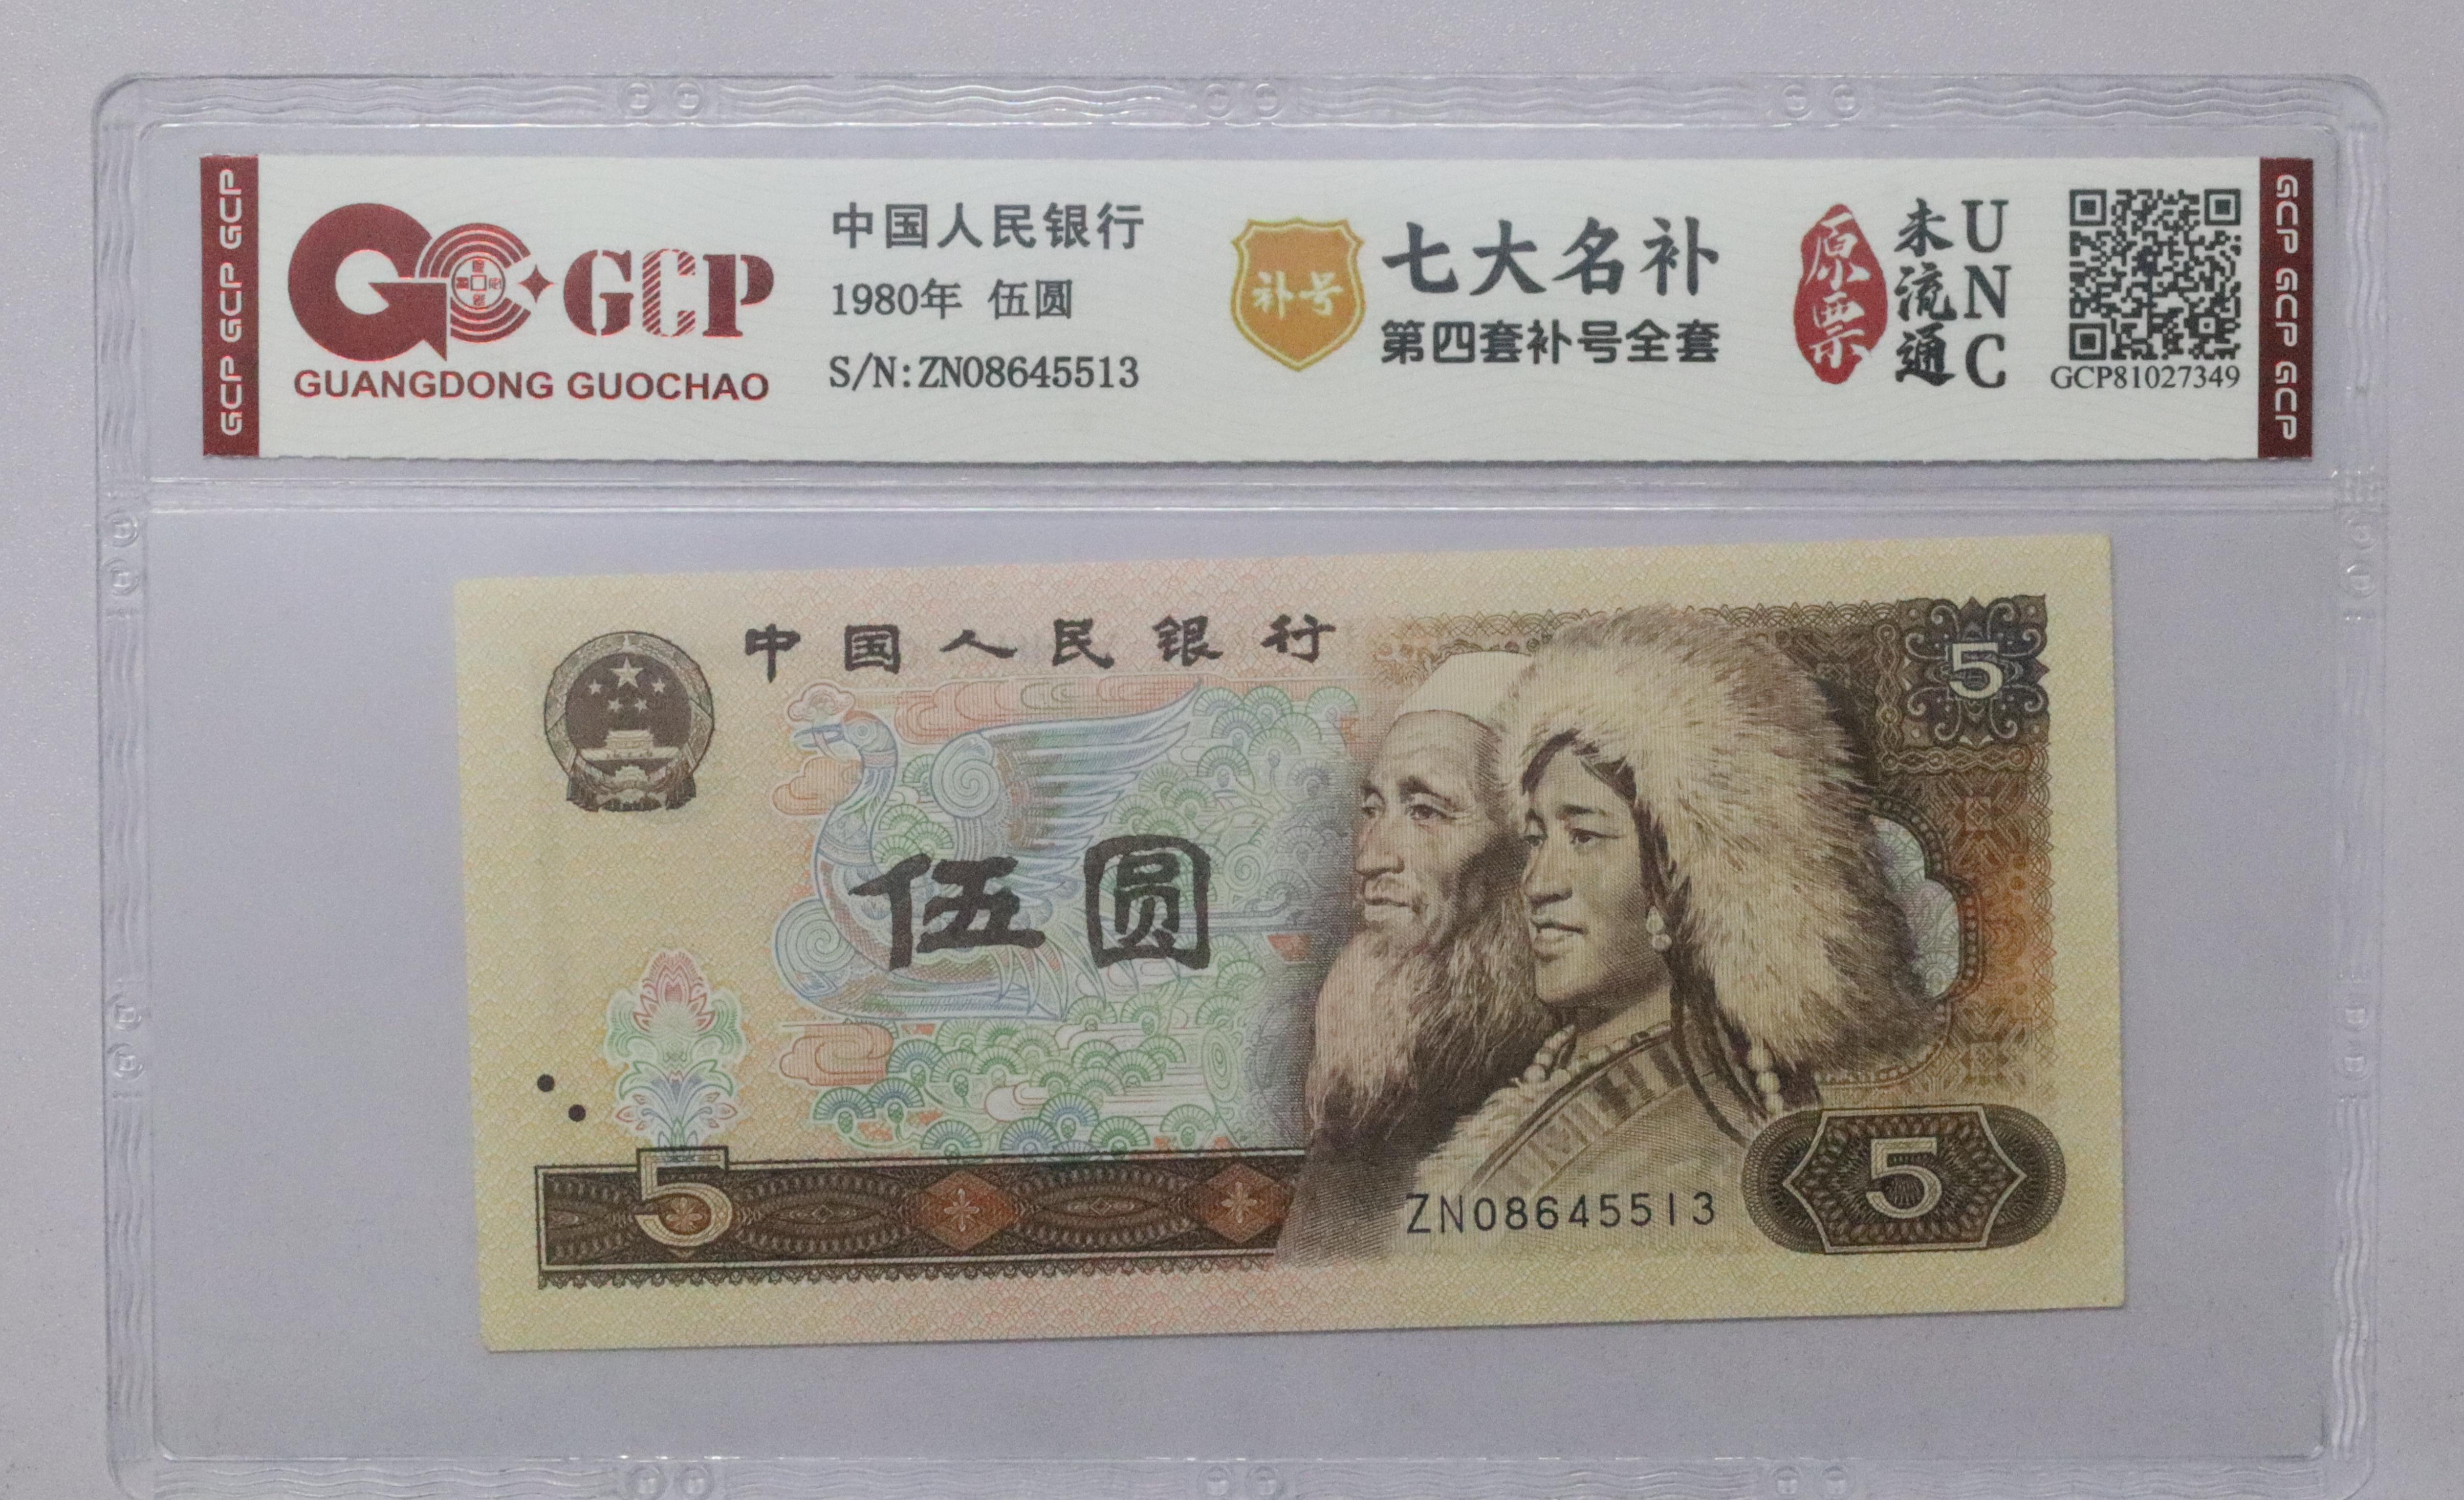 GCP GCP GCP
GCP
GUANGDONG GUOCHAO
中国人民银行
1980年 伍圆
S/N:ZN08645513
补号
七大名补
第四套补号全套
原票
未流通
UNC
GCP81027349
GCP GCP GCP
中国人民银行
5
伍圆
5
ZN08645513
5